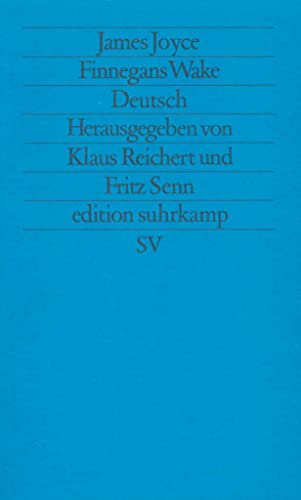 James Joyce
Finnegans Wake
Deutsch
Herausgegeben von
Klaus Reichert und
Fritz Senn
edition suhrkamp
SV